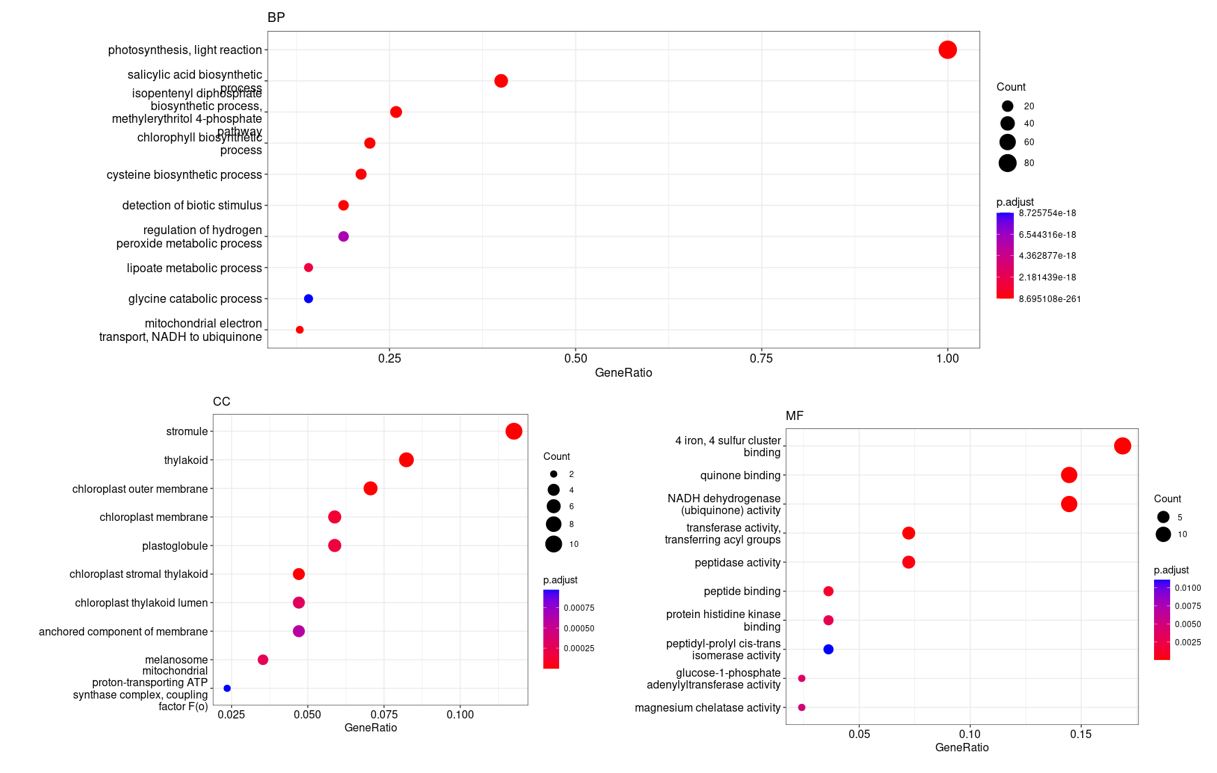 BP
photosynthesis, light reaction
salicylic acid biosynthetic
process
isopentenyl diphosphate
biosynthetic process,
methylerythritol 4-phosphate
pathway
chlorophyll biosynthetic
process
cysteine biosynthetic process
detection of biotic stimulus
regulation of hydrogen
peroxide metabolic process
lipoate metabolic process
glycine catabolic process
mitochondrial electron
transport, NADH to ubiquinone
0.25 0.50 0.75 1.00
GeneRatio
Count
20
40
60
80
p.adjust
8.725754e-18
6.544316e-18
4.362877e-18
2.181439e-18
8.695108e-261
CC
stromule
thylakoid
chloroplast outer membrane
chloroplast membrane
plastoglobule
chloroplast stromal thylakoid
chloroplast thylakoid lumen
anchored component of membrane
melanosome
mitochondrial
proton-transporting ATP
synthase complex, coupling
factor F(o)
0.025 0.050 0.075 0.100
GeneRatio
Count
2
4
6
8
10
p.adjust
0.00075
0.00050
0.00025
MF
4 iron, 4 sulfur cluster
binding
quinone binding
NADH dehydrogenase
(ubiquinone) activity
transferase activity,
transferring acyl groups
peptidase activity
peptide binding
protein histidine kinase
binding
peptidyl-prolyl cis-trans
isomerase activity
glucose-1-phosphate
adenylyltransferase activity
magnesium chelatase activity
0.05 0.10 0.15
GeneRatio
Count
5
10
p.adjust
0.0100
0.0075
0.0050
0.0025